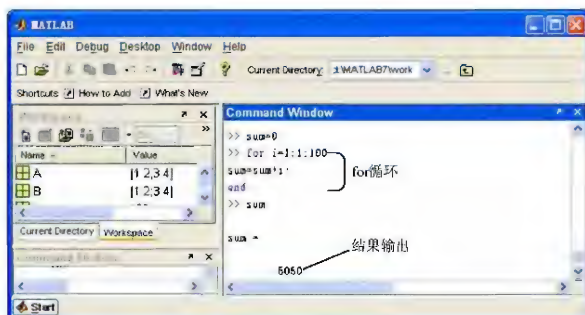 MATLAB
File Edit Debug Desktop Window Help
Current Directory: :\MATLAB7\work
Shortcuts How to Add What's New
Command Window
Name Value
A [1 2;3 4]
B [1 2;3 4]
Current Directory Workspace
>> sum=0
>> for i=1:1:100
end
>> sum
sum =
5050
for循环
结果输出
Start